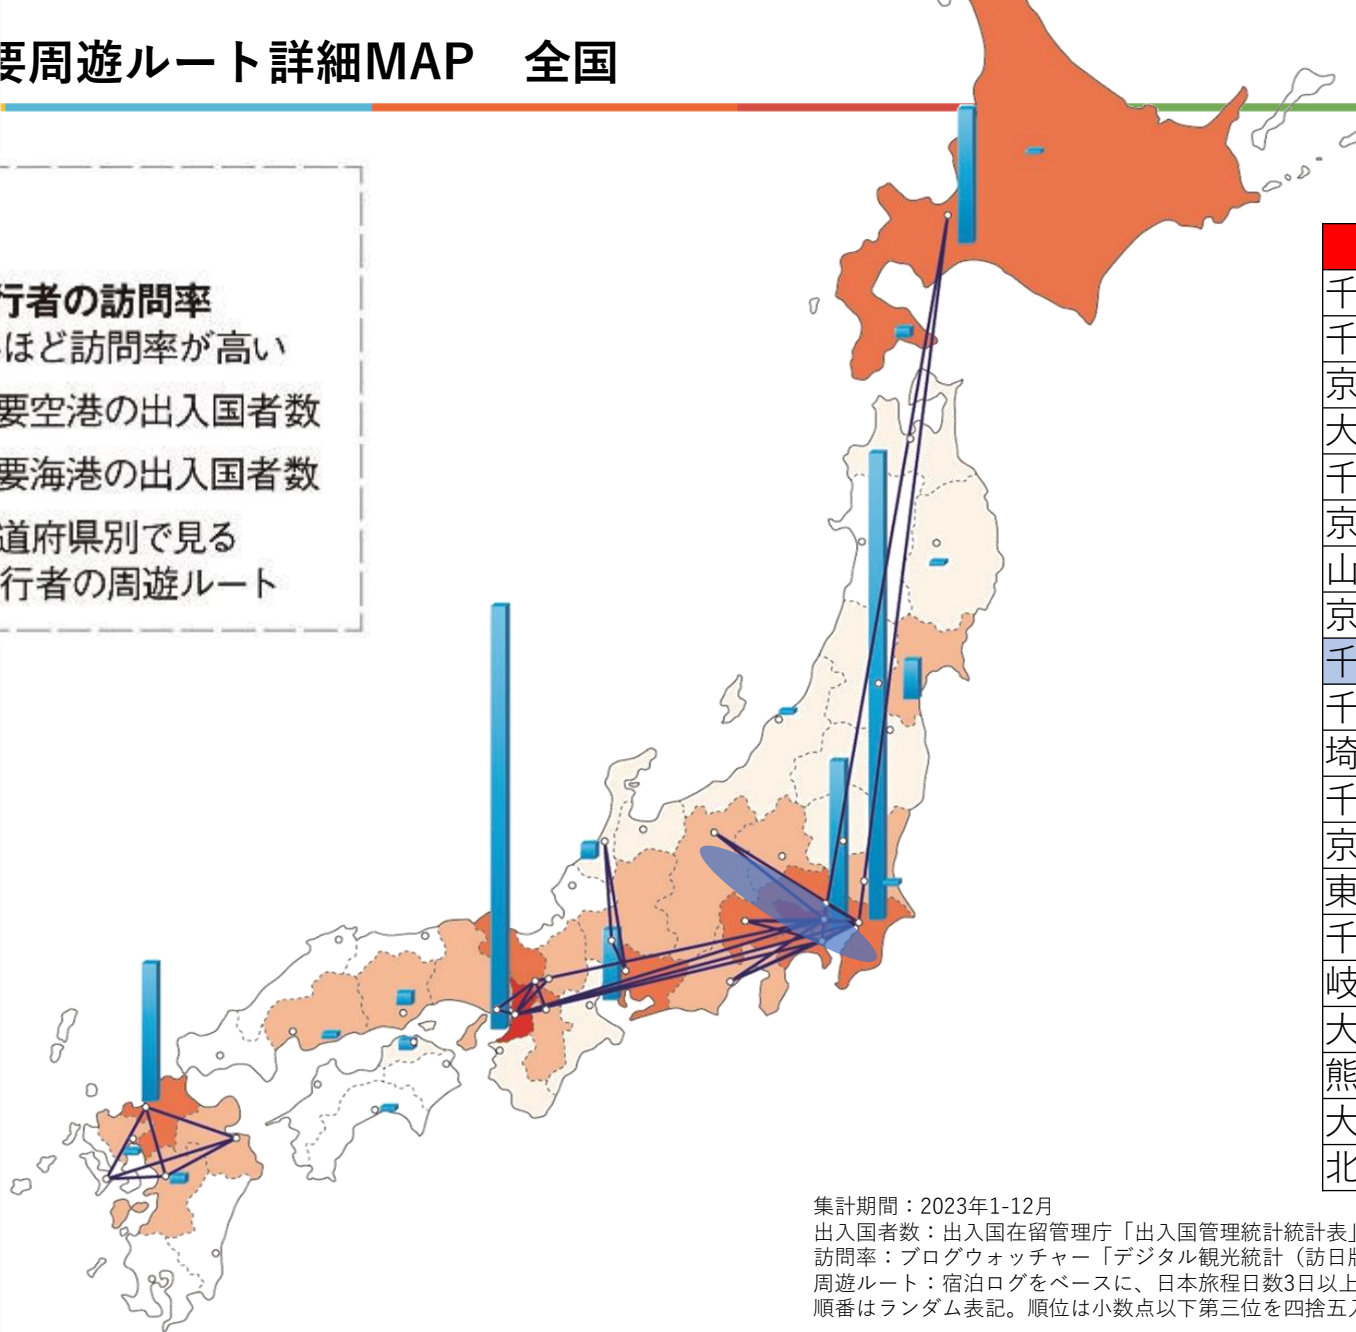 要周遊ルート詳細MAP　全国
行者の訪問率
ほど訪問率が高い
要空港の出入国者数
要海港の出入国者数
道府県別で見る
行者の周遊ルート
千
千
京
大
千
京
山
京
千
千
埼
千
京
東
千
岐
大
熊
大
北
集計期間：2023年1-12月
出入国者数：出入国在留管理庁「出入国管理統計統計表」
訪問率：ブログウォッチャー「デジタル観光統計（訪日版
周遊ルート：宿泊ログをベースに、日本旅程日数3日以上
順番はランダム表記。順位は小数点以下第三位を四捨五入